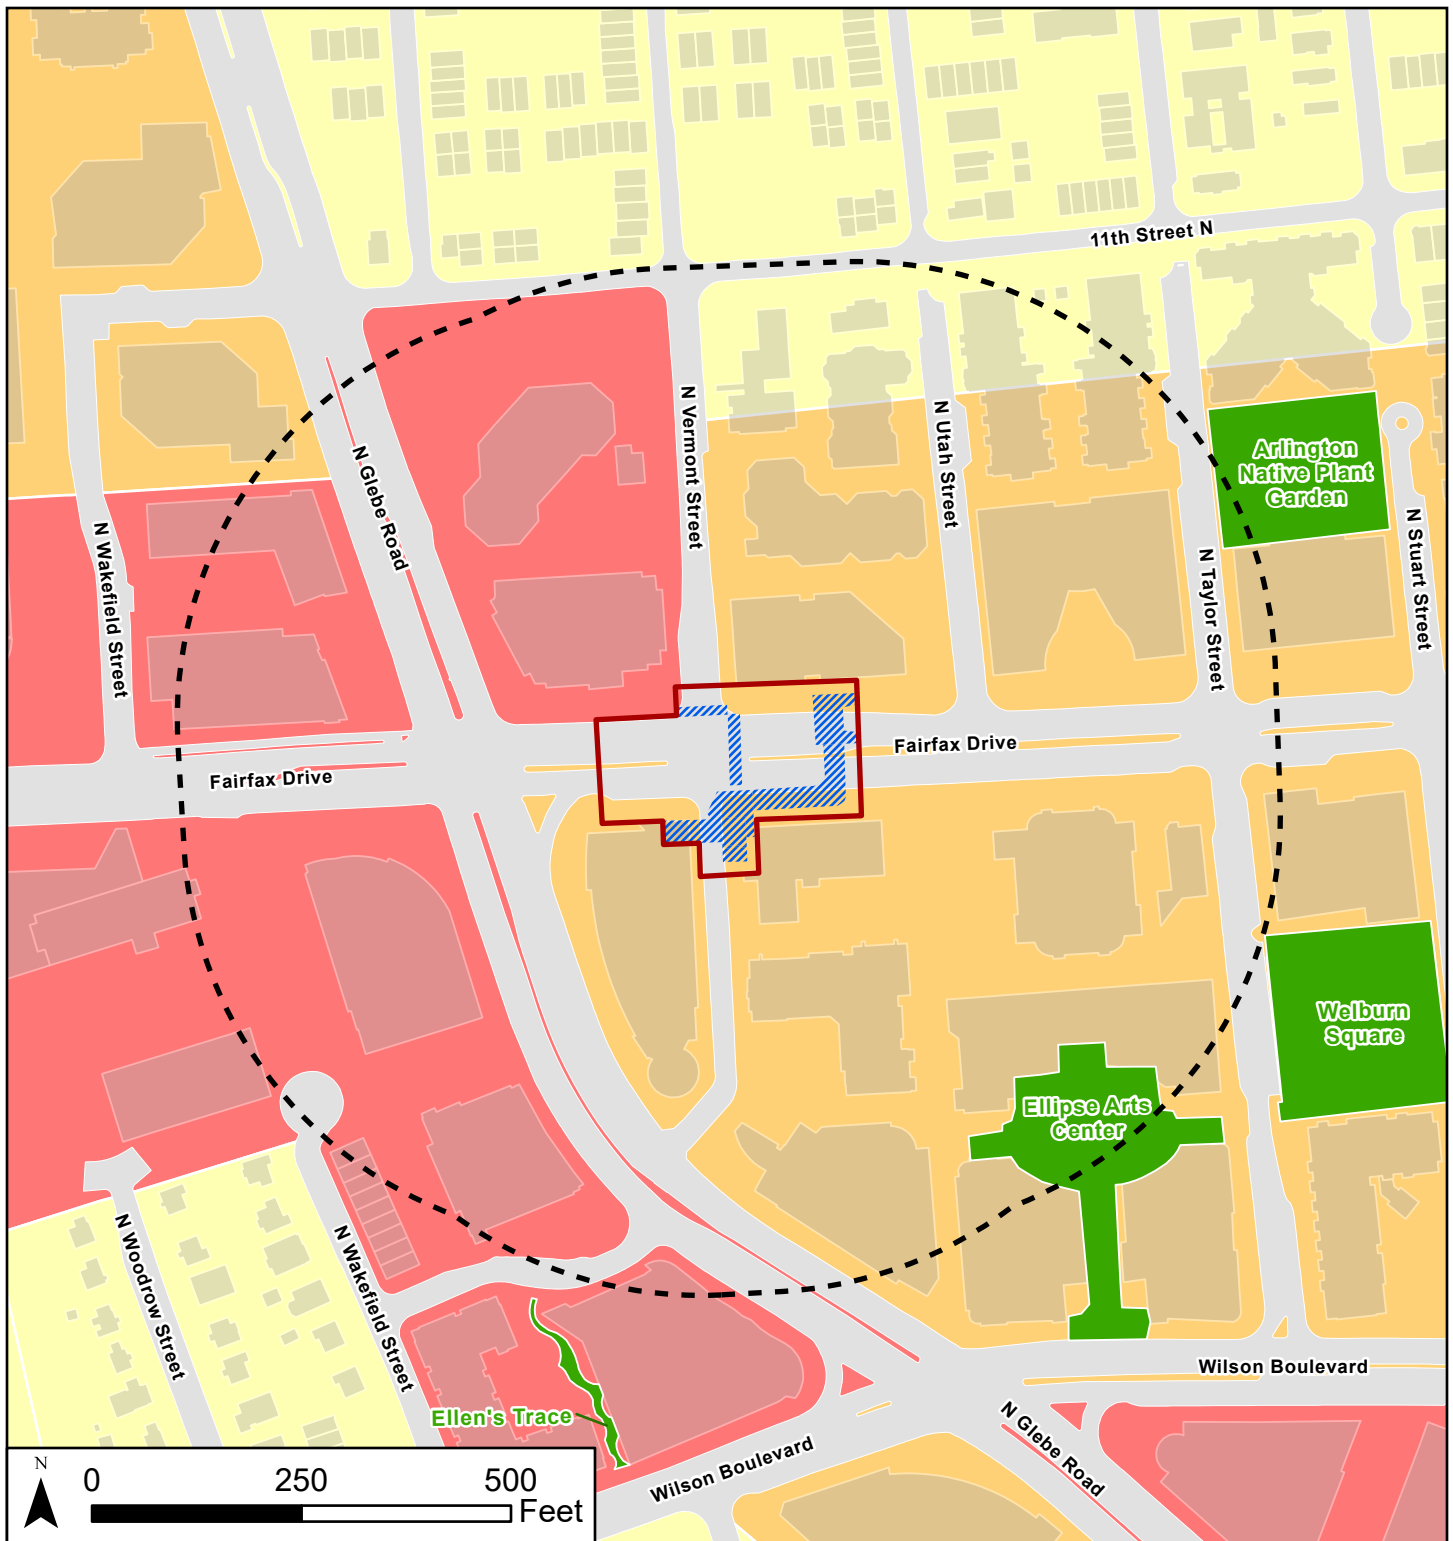 11th Street N
N Vermont Street
N Utah Street
Arlington
Native Plant
Garden
N Glebe Road
N Wakefield Street
N Stuart Street
N Taylor Street
Fairfax Drive
Fairfax Drive
Welburn
Square
Ellipse Arts
Center
N Woodrow Street
N Wakefield Street
Wilson Boulevard
Ellen's Trace
N Glebe Road
Wilson Boulevard
N
0 250 500
Feet